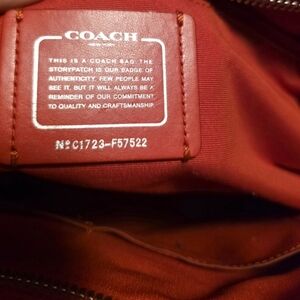 COACH
NEW YORK
THIS IS A COACH BAG. THE
STORYPATCH IS OUR BADGE OF
AUTHENTICITY. FEW PEOPLE MAY
SEE IT, BUT IT WILL ALWAYS BE A
REMINDER OF OUR COMMITMENT
TO QUALITY AND CRAFTSMANSHIP.
Nº C1723-F57522